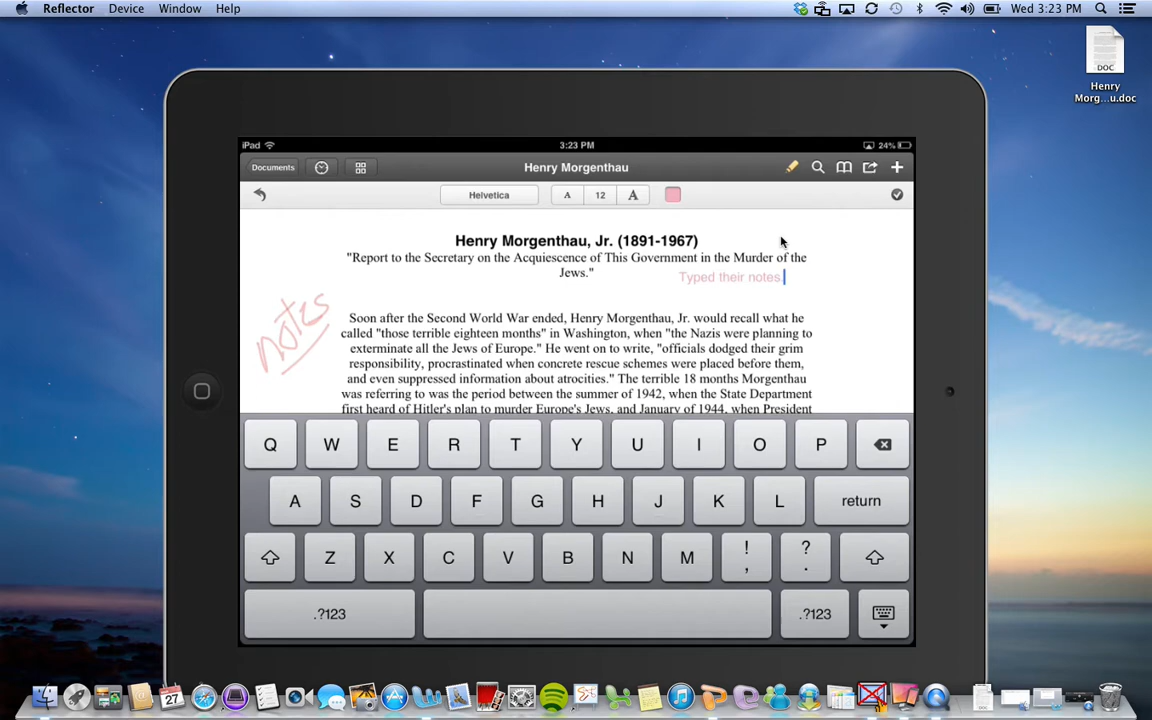 Reflector Device Window Help Wed 3:23 PM
DOC
Henry
Morg...u.doc
iPad 3:23 PM 24%
Documents Henry Morgenthau
Helvetica A 12 A
Henry Morgenthau, Jr. (1891-1967)
"Report to the Secretary on the Acquiescence of This Government in the Murder of the
Jews."
Typed their notes.
notes
Soon after the Second World War ended, Henry Morgenthau, Jr. would recall what he
called "those terrible eighteen months" in Washington, when "the Nazis were planning to
exterminate all the Jews of Europe." He went on to write, "officials dodged their grim
responsibility, procrastinated when concrete rescue schemes were placed before them,
and even suppressed information about atrocities." The terrible 18 months Morgenthau
was referring to was the period between the summer of 1942, when the State Department
first heard of Hitler's plan to murder Europe's Jews, and January of 1944, when President
Q W E R T Y U I O P
A S D F G H J K L return
Z X C V B N M ! , ? .
.?123 .?123
27